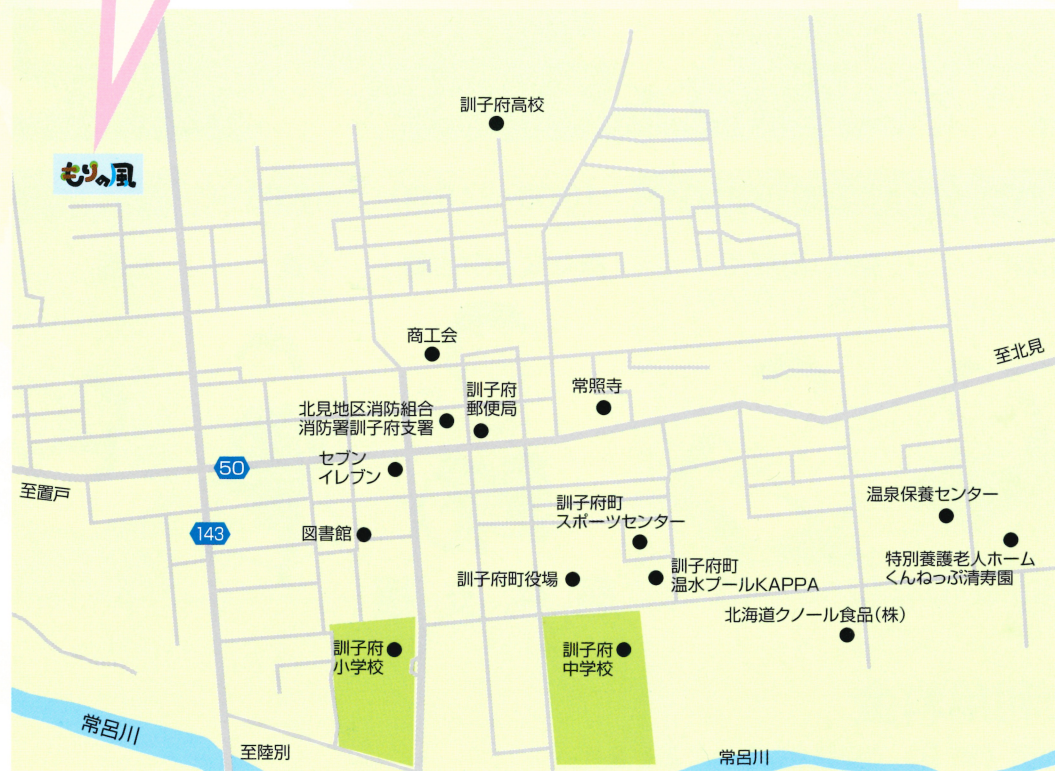 訓子府高校
もりの風
商工会
至北見
訓子府
郵便局
常照寺
北見地区消防組合
消防署訓子府支署
セブン
イレブン
50
至置戸
143
図書館
訓子府町
スポーツセンター
温泉保養センター
訓子府町役場
訓子府町
温水プールKAPPA
特別養護老人ホーム
くんねっぷ清寿園
北海道クノール食品(株)
訓子府
小学校
訓子府
中学校
常呂川
至陸別
常呂川